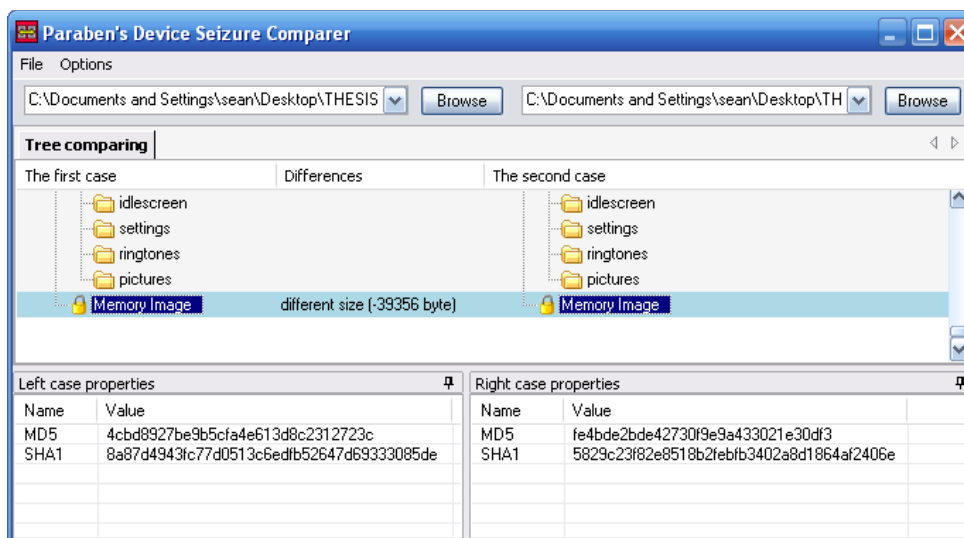 Paraben's Device Seizure Comparer
File Options
C:\Documents and Settings\sean\Desktop\THESIS Browse C:\Documents and Settings\sean\Desktop\TH Browse
Tree comparing
The first case Differences The second case
idlescreen idlescreen
settings settings
ringtones ringtones
pictures pictures
Memory Image different size (-39356 byte) Memory Image
Left case properties Right case properties
Name Value Name Value
MD5 4cbd8927be9b5cfa4e613d8c2312723c MD5 fe4bde2bde42730f9e9a433021e30df3
SHA1 8a87d4943fc77d0513c6edfb52647d69333085de SHA1 5829c23f82e8518b2febfb3402a8d1864af2406e